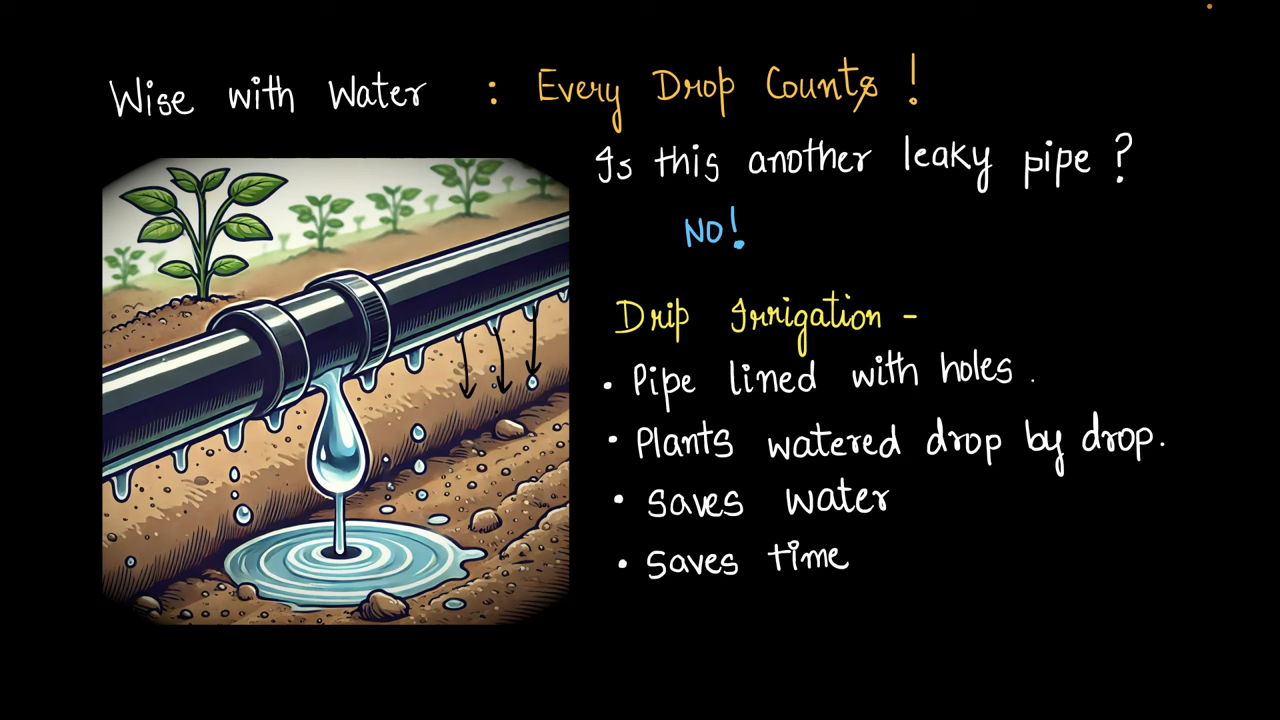 Wise with Water : Every Drop Counts !
Is this another leaky pipe ?
NO!
Drip Irrigation -
• Pipe lined with holes .
• Plants watered drop by drop.
• saves water
• saves time